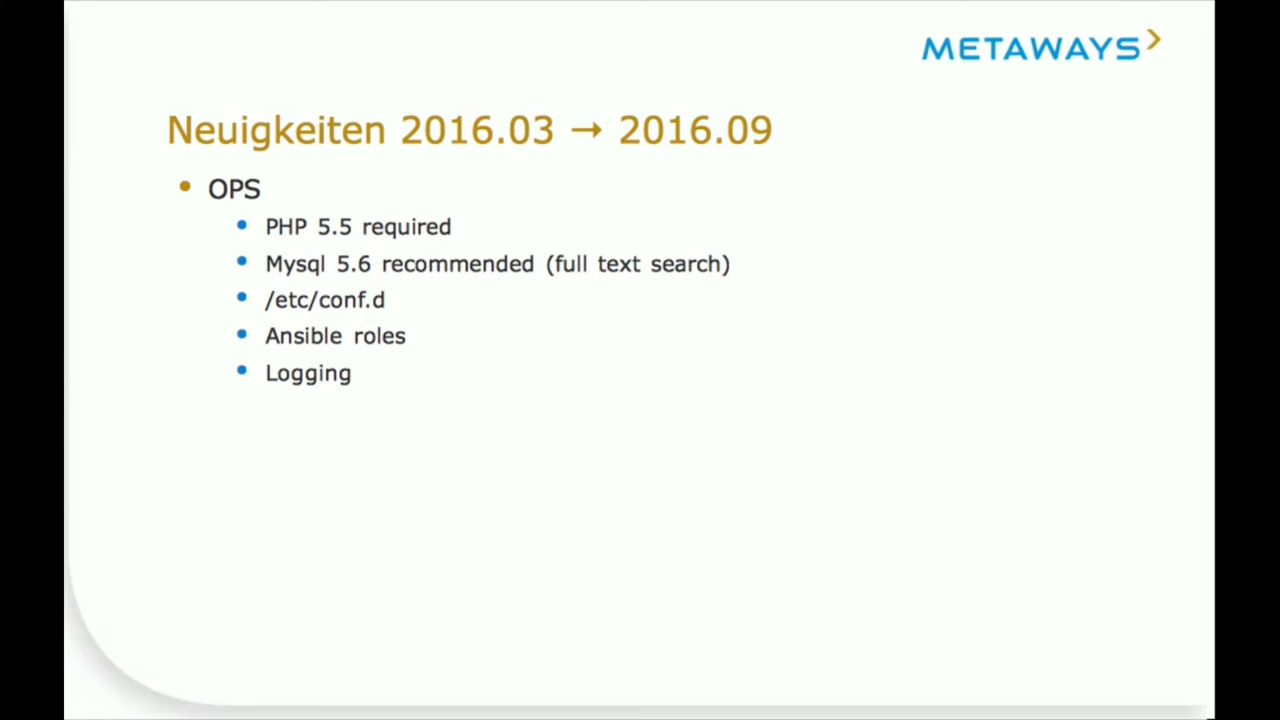 METAWAYS
Neuigkeiten 2016.03 → 2016.09
OPS
PHP 5.5 required
Mysql 5.6 recommended (full text search)
/etc/conf.d
Ansible roles
Logging